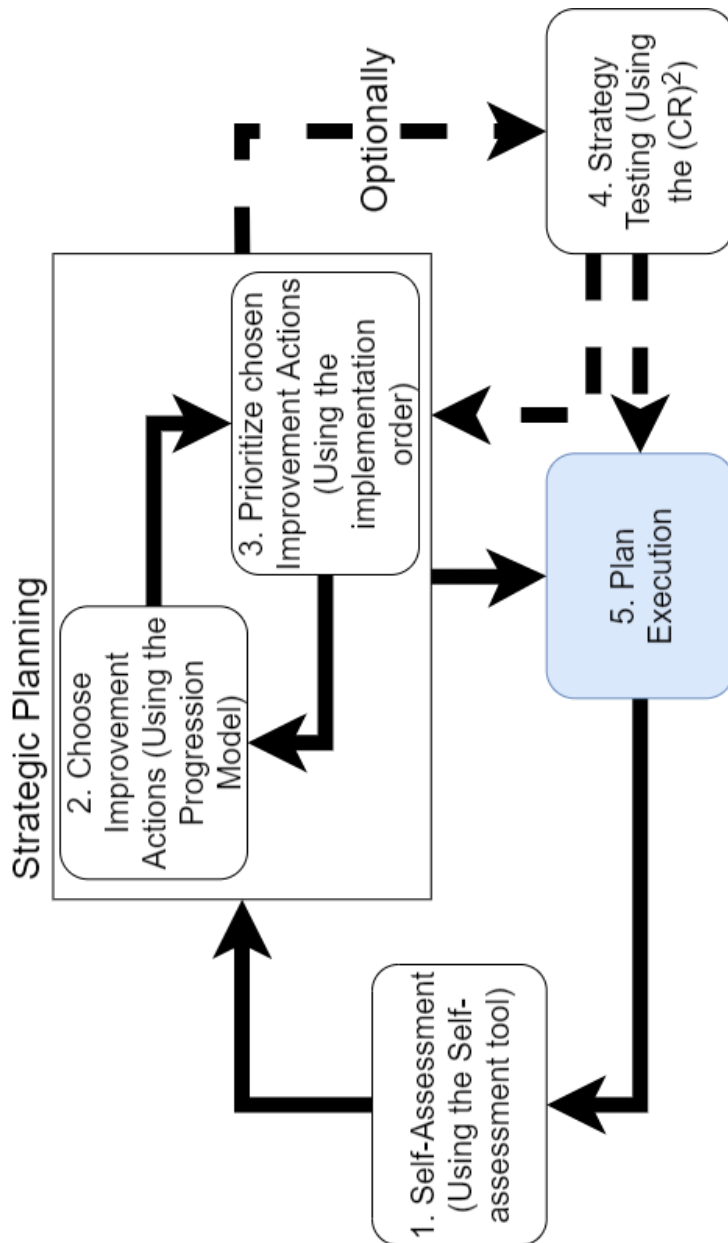 Strategic Planning
1. Self-Assessment
(Using the Self-
assessment tool)
2. Choose
Improvement
Actions (Using the
Progression
Model)
3. Prioritize chosen
Improvement Actions
(Using the
implementation
order)
Optionally
4. Strategy
Testing (Using
the (CR)²)
5. Plan
Execution